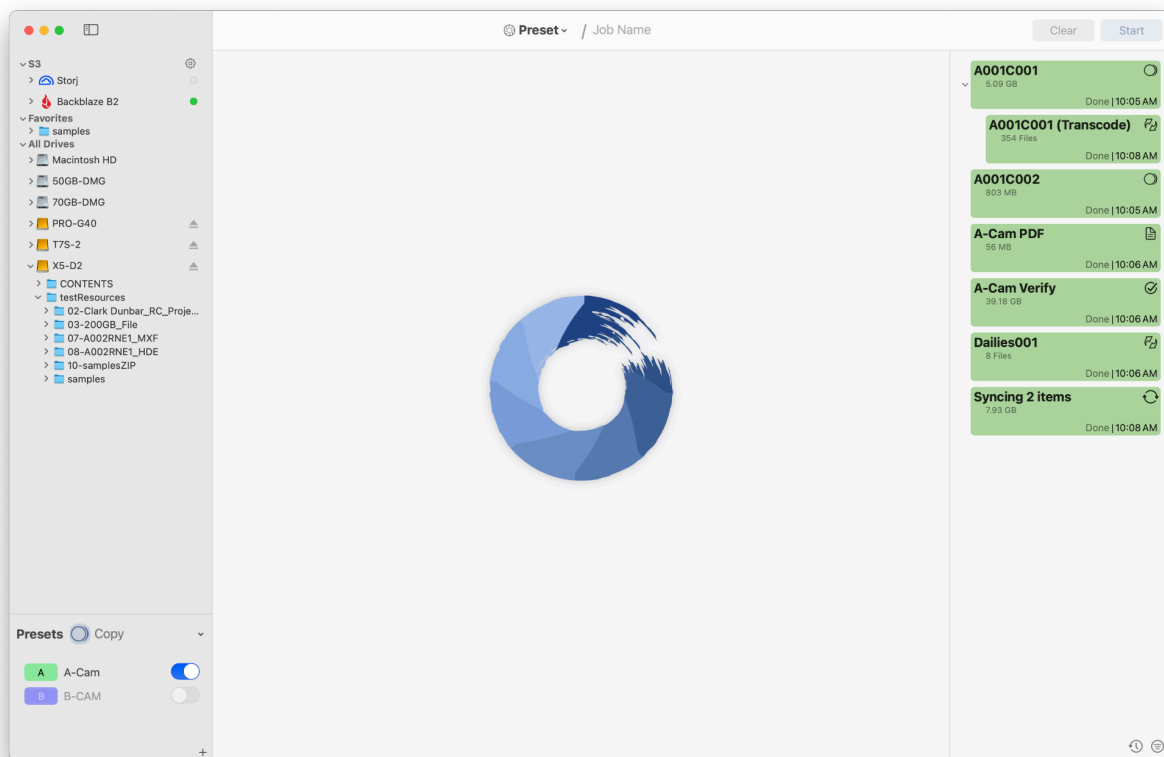 Preset
/ Job Name
Clear
Start
S3
Storj
Backblaze B2
Favorites
samples
All Drives
Macintosh HD
50GB-DMG
70GB-DMG
PRO-G40
T7S-2
X5-D2
CONTENTS
testResources
02-Clark Dunbar_RC_Proje...
03-200GB_File
07-A002RNE1_MXF
08-A002RNE1_HDE
10-samplesZIP
samples
Presets Copy
A A-Cam
B B-CAM
+
A001C001
5.09 GB
Done | 10:05 AM
A001C001 (Transcode)
354 Files
Done | 10:08 AM
A001C002
803 MB
Done | 10:05 AM
A-Cam PDF
56 MB
Done | 10:06 AM
A-Cam Verify
39.18 GB
Done | 10:06 AM
Dailies001
8 Files
Done | 10:06 AM
Syncing 2 items
7.93 GB
Done | 10:08 AM